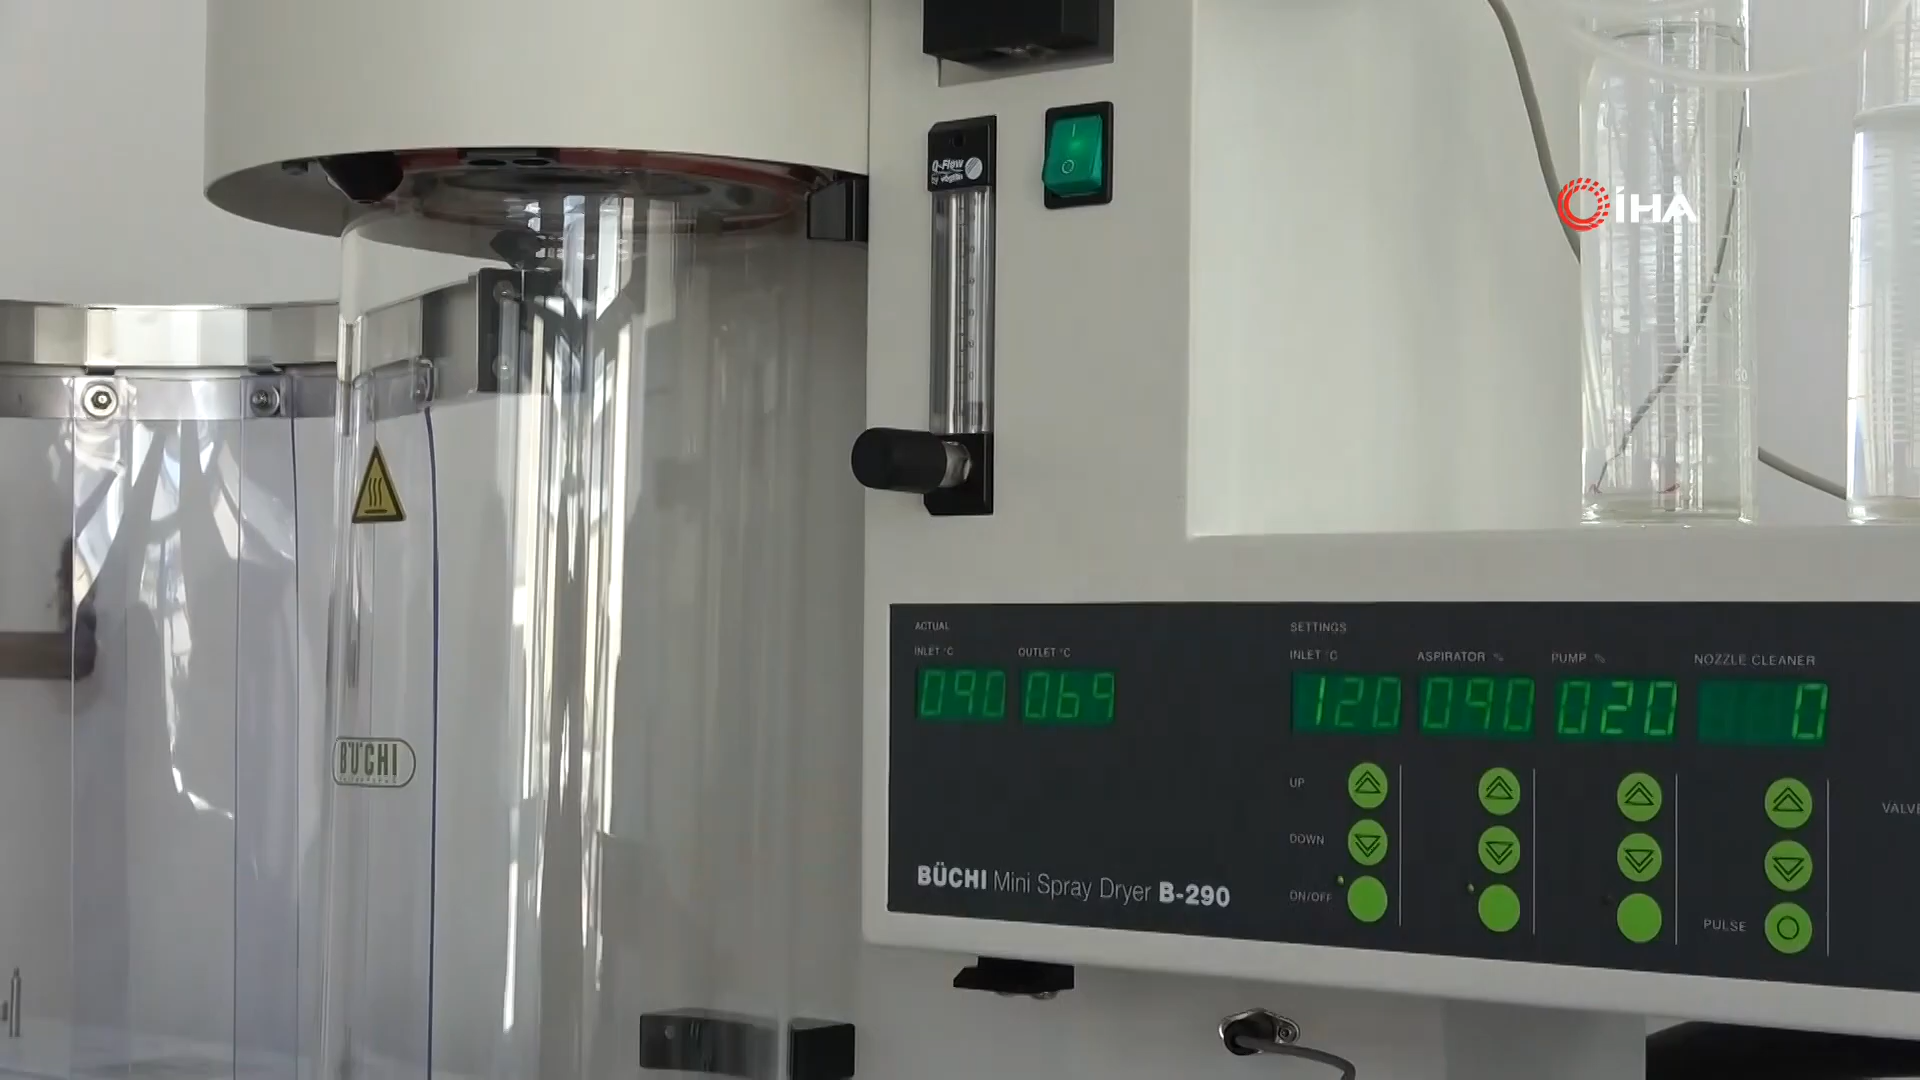 Q-Flow
İHA
ACTUAL
INLET °C OUTLET °C
090 069
SETTINGS
INLET °C ASPIRATOR % PUMP % NOZZLE CLEANER
120 090 020 0
UP
DOWN
ON/OFF
PULSE
BÜCHI Mini Spray Dryer B-290
BÜCHI
50